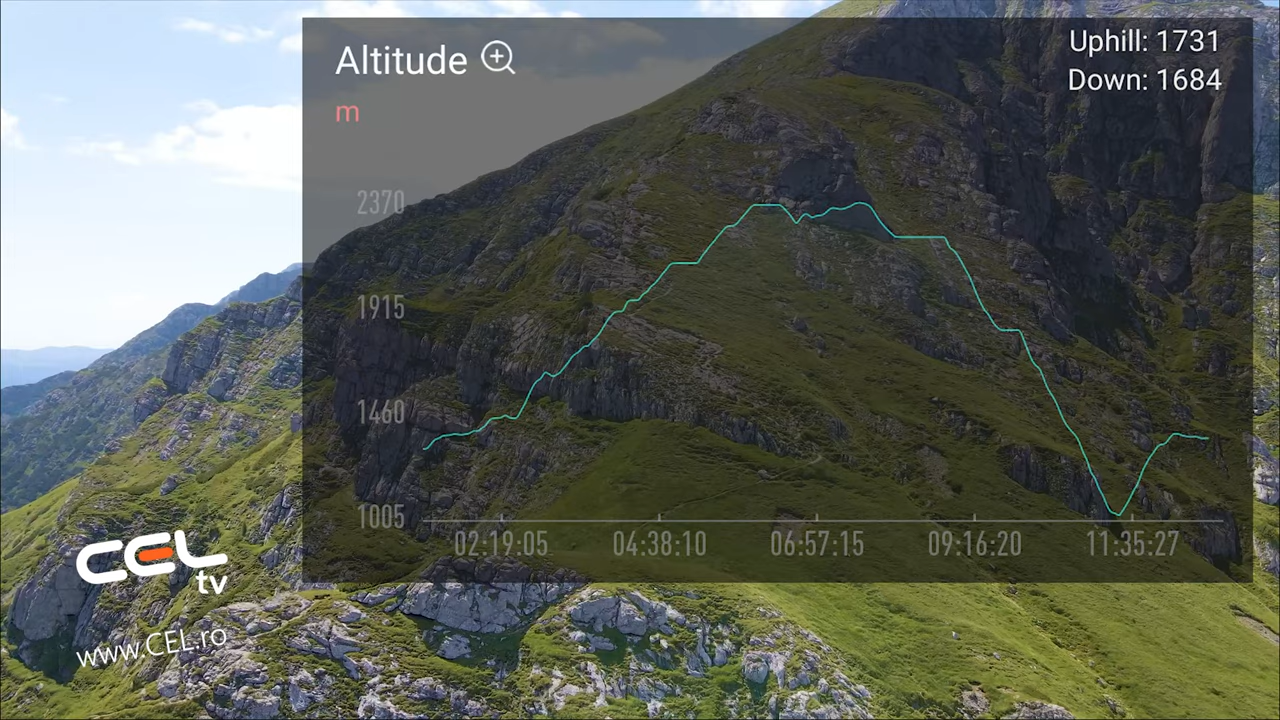 Altitude
Uphill: 1731
Down: 1684
m
2370
1915
1460
1005
02:19:05
04:38:10
06:57:15
09:16:20
11:35:27
CEL
tv
www.CEL.ro